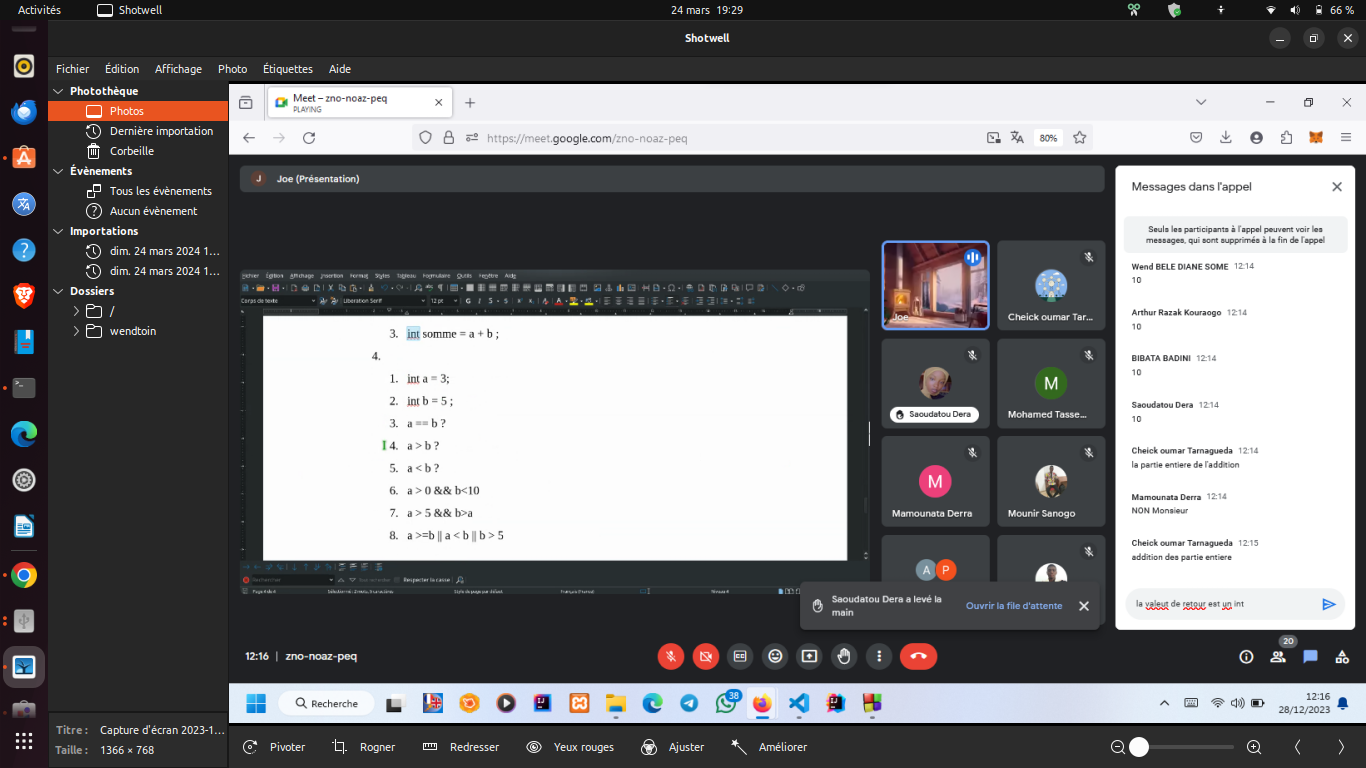 Activités
Shotwell
24 mars 19:29
66 %
Shotwell
Fichier Édition Affichage Photo Étiquettes Aide
Photothèque
Photos
Dernière importation
Corbeille
Évènements
Tous les évènements
Aucun évènement
Importations
dim. 24 mars 2024 1…
dim. 24 mars 2024 1…
Dossiers
/
wendtoin
Titre : Capture d'écran 2023-1…
Taille : 1366 × 768
Meet – zno-noaz-peq
PLAYING
https://meet.google.com/zno-noaz-peq
80%
J Joe (Présentation)
Fichier Édition Affichage Insertion Format Styles Tableau Formulaire Outils Fenêtre Aide
Corps de texte
Liberation Serif
12 pt
3. int somme = a + b ;
4.
1. int a = 3;
2. int b = 5 ;
3. a == b ?
4. a > b ?
5. a < b ?
6. a > 0 && b<10
7. a > 5 && b>a
8. a >=b || a < b || b > 5
Rechercher
Respecter la casse
Joe
Cheick oumar Tar...
Saoudatou Dera
M
Mohamed Tasse...
M
Mamounata Derra
Mounir Sanogo
A P
Saoudatou Dera a levé la
main
Ouvrir la file d'attente
Messages dans l'appel
Seuls les participants à l'appel peuvent voir les
messages, qui sont supprimés à la fin de l'appel
Wend BELE DIANE SOME 12:14
10
Arthur Razak Kouraogo 12:14
10
BIBATA BADINI 12:14
10
Saoudatou Dera 12:14
10
Cheick oumar Tarnagueda 12:14
la partie entiere de l'addition
Mamounata Derra 12:14
NON Monsieur
Cheick oumar Tarnagueda 12:15
addition des partie entiere
la valeut de retour est un int
12:16 | zno-noaz-peq
20
Recherche
38
12:16
28/12/2023
Pivoter
Rogner
Redresser
Yeux rouges
Ajuster
Améliorer